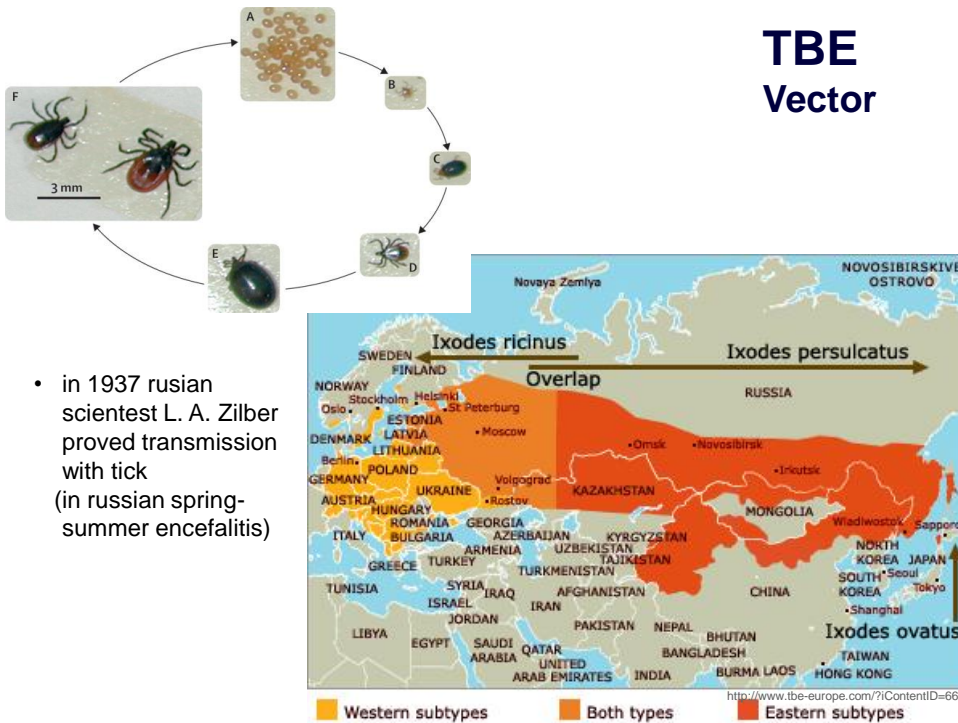 TBE
Vector
A
B
C
D
E
F
3 mm
• in 1937 rusian
scientest L. A. Zilber
proved transmission
with tick
(in russian spring-
summer encefalitis)
Novaya Zemlya
NOVOSIBIRSKIYE
OSTROVO
Ixodes ricinus
Ixodes persulcatus
Overlap
SWEDEN
FINLAND
RUSSIA
NORWAY
Stockholm
Helsinki
Oslo
St Peterburg
ESTONIA
LATVIA
Moscow
DENMARK
LITHUANIA
Omsk
Novosibirsk
Berlin
POLAND
Irkutsk
GERMANY
Volgograd
UKRAINE
KAZAKHSTAN
AUSTRIA
Rostov
MONGOLIA
HUNGARY
Wladiwostok
Sapporo
ROMANIA
GEORGIA
ITALY
BULGARIA
AZERBAIJAN
KYRGYZSTAN
ARMENIA
UZBEKISTAN
NORTH
KOREA
JAPAN
GREECE
TURKEY
TAJIKISTAN
TURKMENISTAN
Seoul
SOUTH
KOREA
Tokyo
TUNISIA
SYRIA
IRAQ
AFGHANISTAN
CHINA
ISRAEL
IRAN
Shanghai
JORDAN
PAKISTAN
NEPAL
BHUTAN
Ixodes ovatus
LIBYA
EGYPT
SAUDI
ARABIA
QATAR
BANGLADESH
TAIWAN
UNITED
ARAB EMIRATES
INDIA
BURMA
LAOS
HONG KONG
http://www.tbe-europe.com/?iContentID=66
Western subtypes
Both types
Eastern subtypes